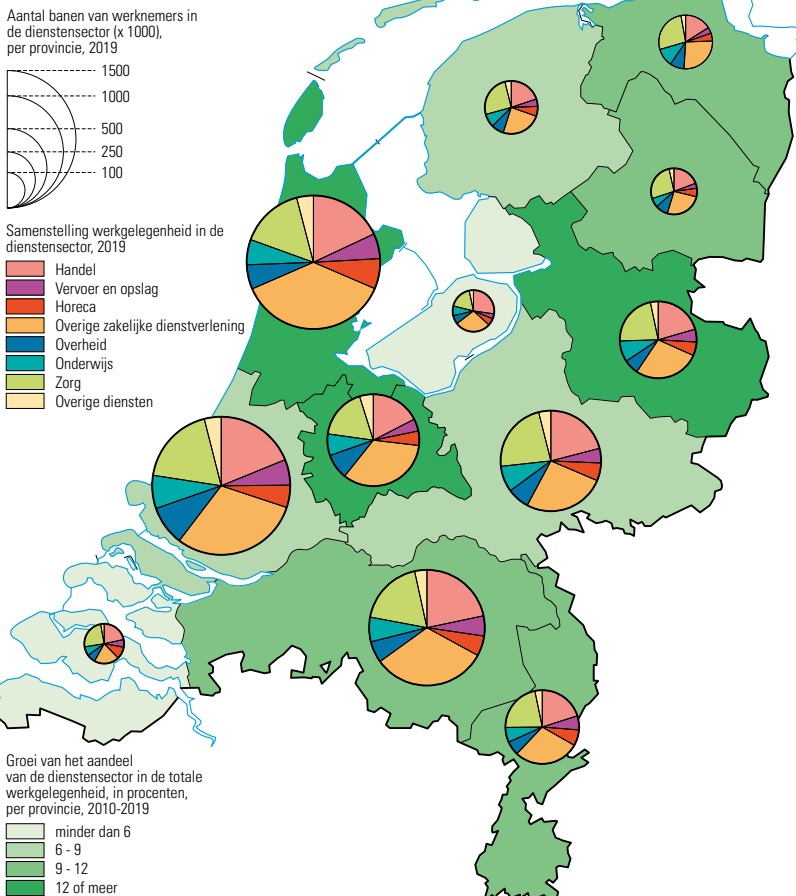 Aantal banen van werknemers in
de dienstensector (x 1000),
per provincie, 2019
1500
1000
500
250
100
Samenstelling werkgelegenheid in de
dienstensector, 2019
Handel
Vervoer en opslag
Horeca
Overige zakelijke dienstverlening
Overheid
Onderwijs
Zorg
Overige diensten
Groei van het aandeel
van de dienstensector in de totale
werkgelegenheid, in procenten,
per provincie, 2010-2019
minder dan 6
6 - 9
9 - 12
12 of meer